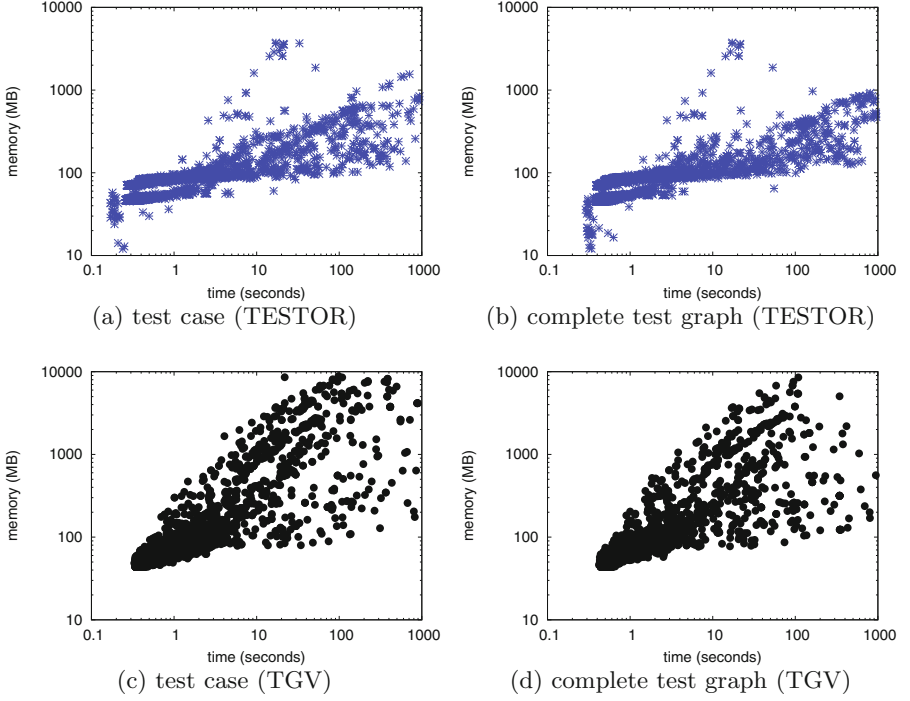 10000
1000
100
10
memory (MB)
0.1 1 10 100 1000
time (seconds)
(a) test case (TESTOR)
10000
1000
100
10
memory (MB)
0.1 1 10 100 1000
time (seconds)
(b) complete test graph (TESTOR)
10000
1000
100
10
memory (MB)
0.1 1 10 100 1000
time (seconds)
(c) test case (TGV)
10000
1000
100
10
memory (MB)
0.1 1 10 100 1000
time (seconds)
(d) complete test graph (TGV)